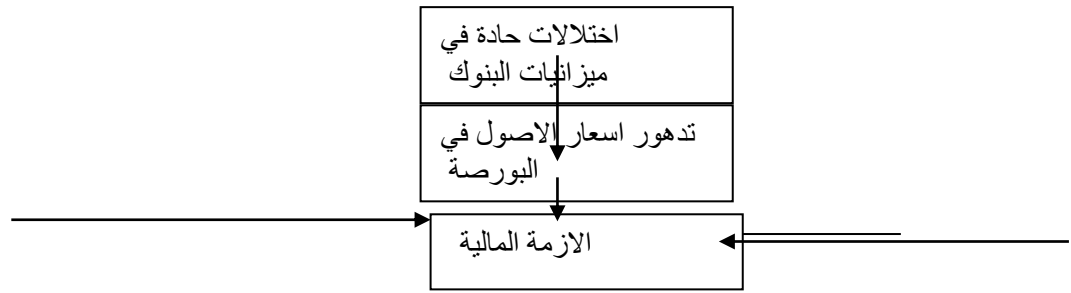 اختلالات حادة في
ميزانيات البنوك
تدهور اسعار الاصول في
البورصة
الازمة المالية